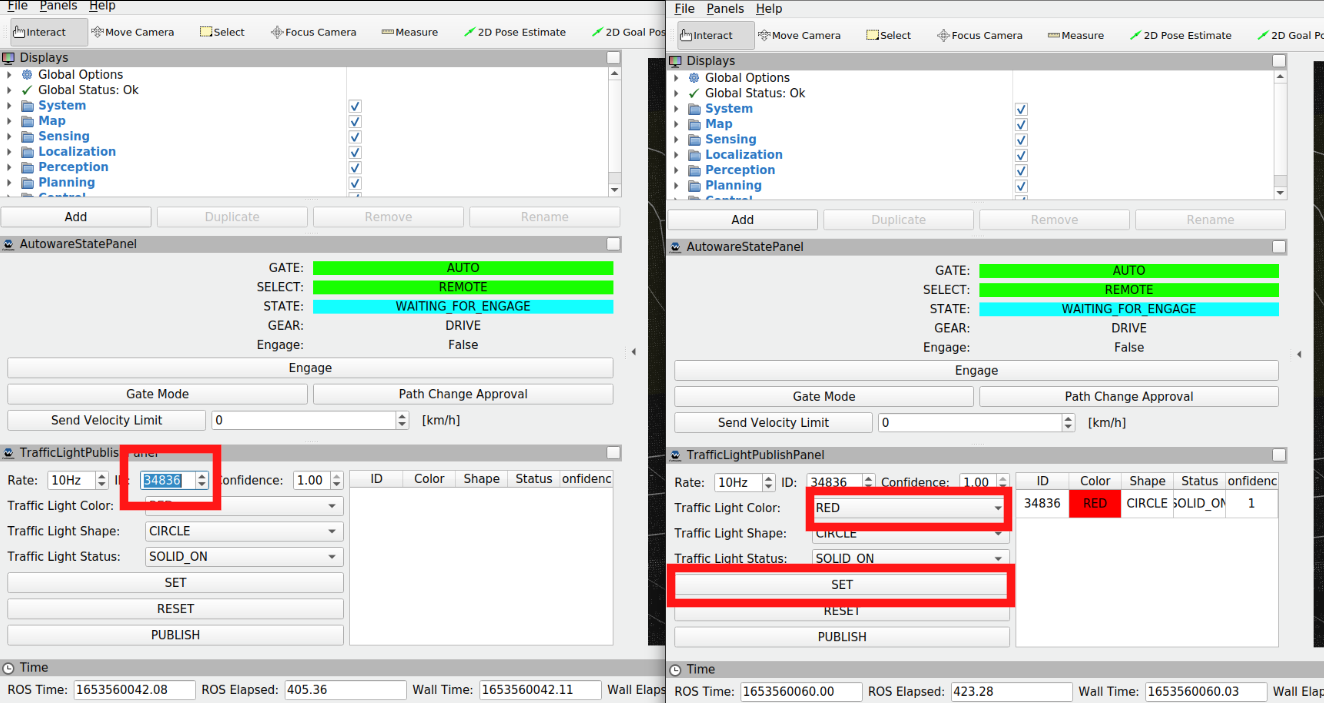 File Panels Help
Interact Move Camera Select Focus Camera Measure 2D Pose Estimate 2D Goal Pos
Displays
Global Options
Global Status: Ok
System
Map
Sensing
Localization
Perception
Planning
Control
Add Duplicate Remove Rename
AutowareStatePanel
GATE: AUTO
SELECT: REMOTE
STATE: WAITING_FOR_ENGAGE
GEAR: DRIVE
Engage: False
Engage
Gate Mode Path Change Approval
Send Velocity Limit 0 [km/h]
TrafficLightPublishPanel
Rate: 10Hz ID: 34836 Confidence: 1.00
ID Color Shape Status onfidenc
Traffic Light Color: RED
Traffic Light Shape: CIRCLE
Traffic Light Status: SOLID_ON
SET
RESET
PUBLISH
Time
ROS Time: 1653560042.08 ROS Elapsed: 405.36 Wall Time: 1653560042.11 Wall Elaps
File Panels Help
Interact Move Camera Select Focus Camera Measure 2D Pose Estimate 2D Goal Po
Displays
Global Options
Global Status: Ok
System
Map
Sensing
Localization
Perception
Planning
Control
Add Duplicate Remove Rename
AutowareStatePanel
GATE: AUTO
SELECT: REMOTE
STATE: WAITING_FOR_ENGAGE
GEAR: DRIVE
Engage: False
Engage
Gate Mode Path Change Approval
Send Velocity Limit 0 [km/h]
TrafficLightPublishPanel
Rate: 10Hz ID: 34836 Confidence: 1.00
ID Color Shape Status onfidenc
34836 RED CIRCLE SOLID_ON 1
Traffic Light Color: RED
Traffic Light Shape: CIRCLE
Traffic Light Status: SOLID_ON
SET
RESET
PUBLISH
Time
ROS Time: 1653560060.00 ROS Elapsed: 423.28 Wall Time: 1653560060.03 Wall Elap